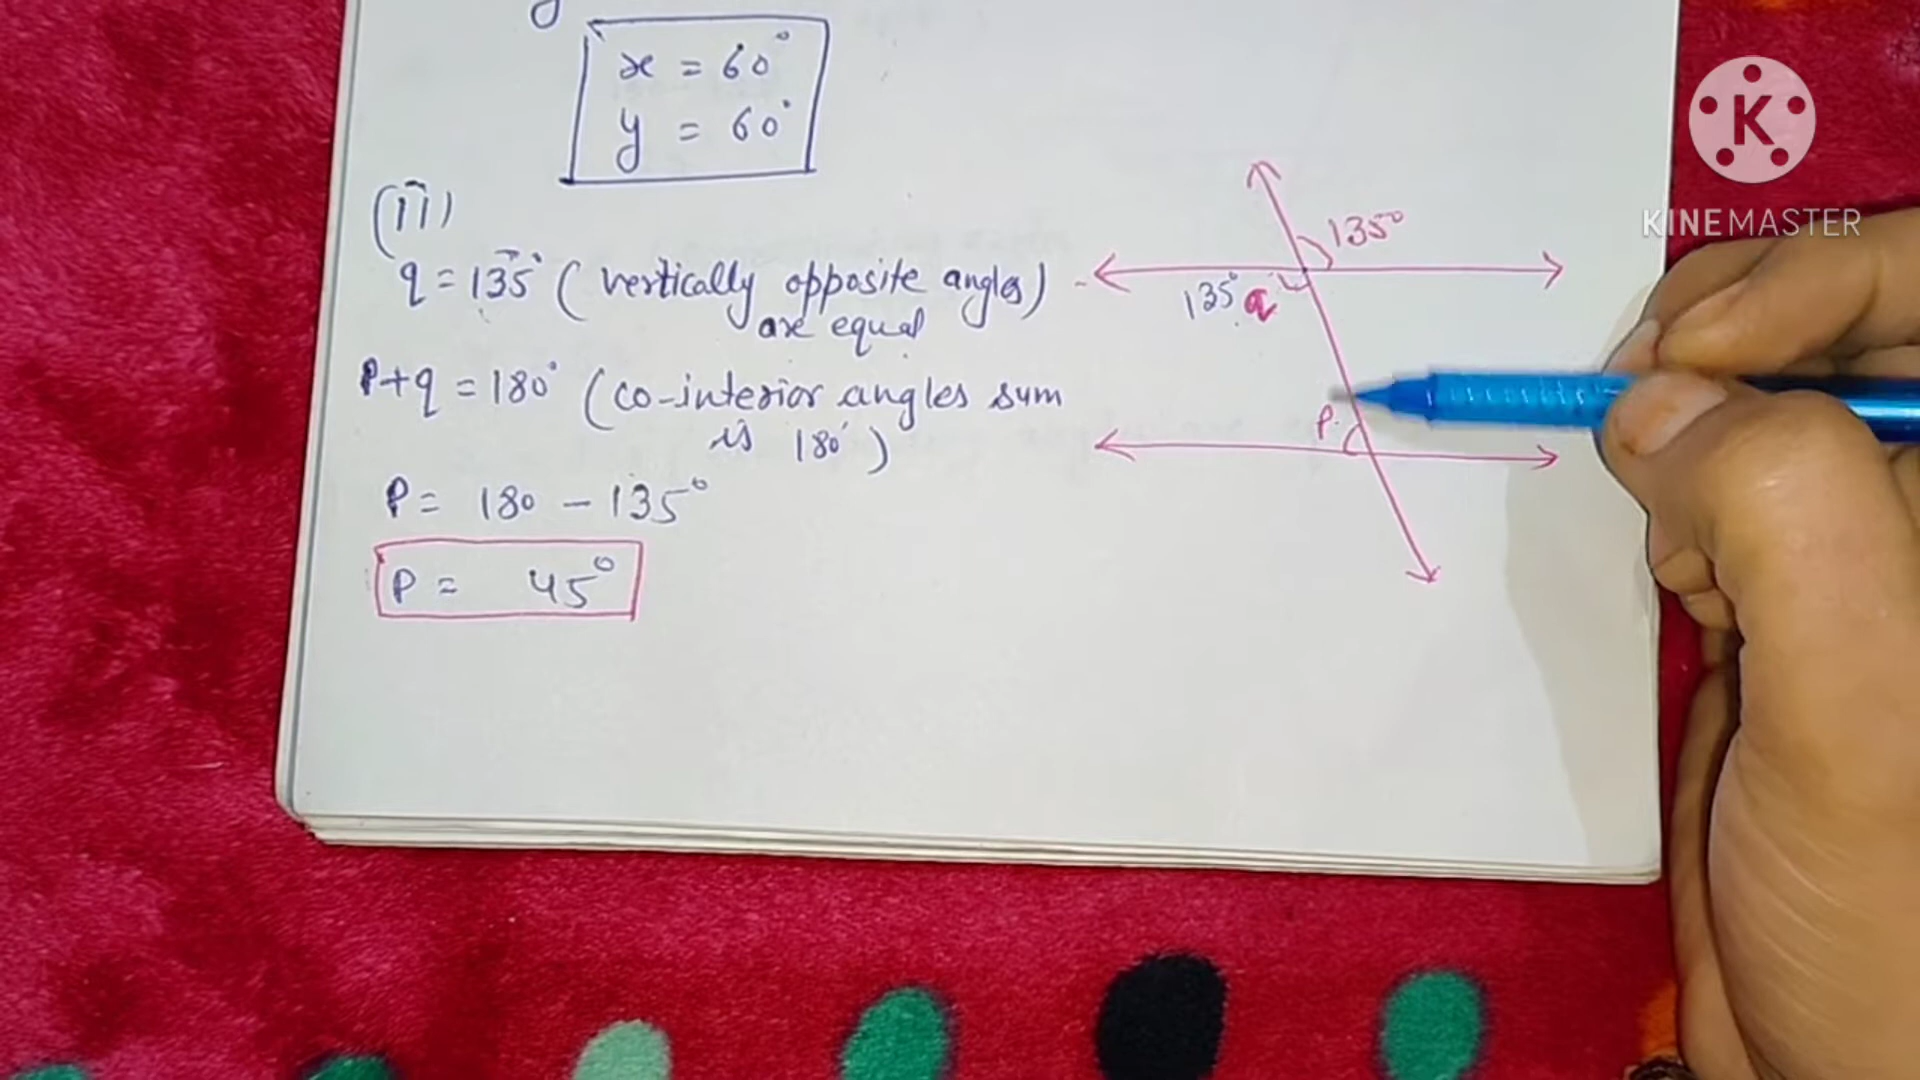 x = 60°
y = 60°
(ii)
q = 135° (vertically opposite angles)
are equal
P+q = 180° (co-interior angles sum
is 180°)
P = 180 - 135°
P = 45°
135°
135° q
P
K
KINEMASTER